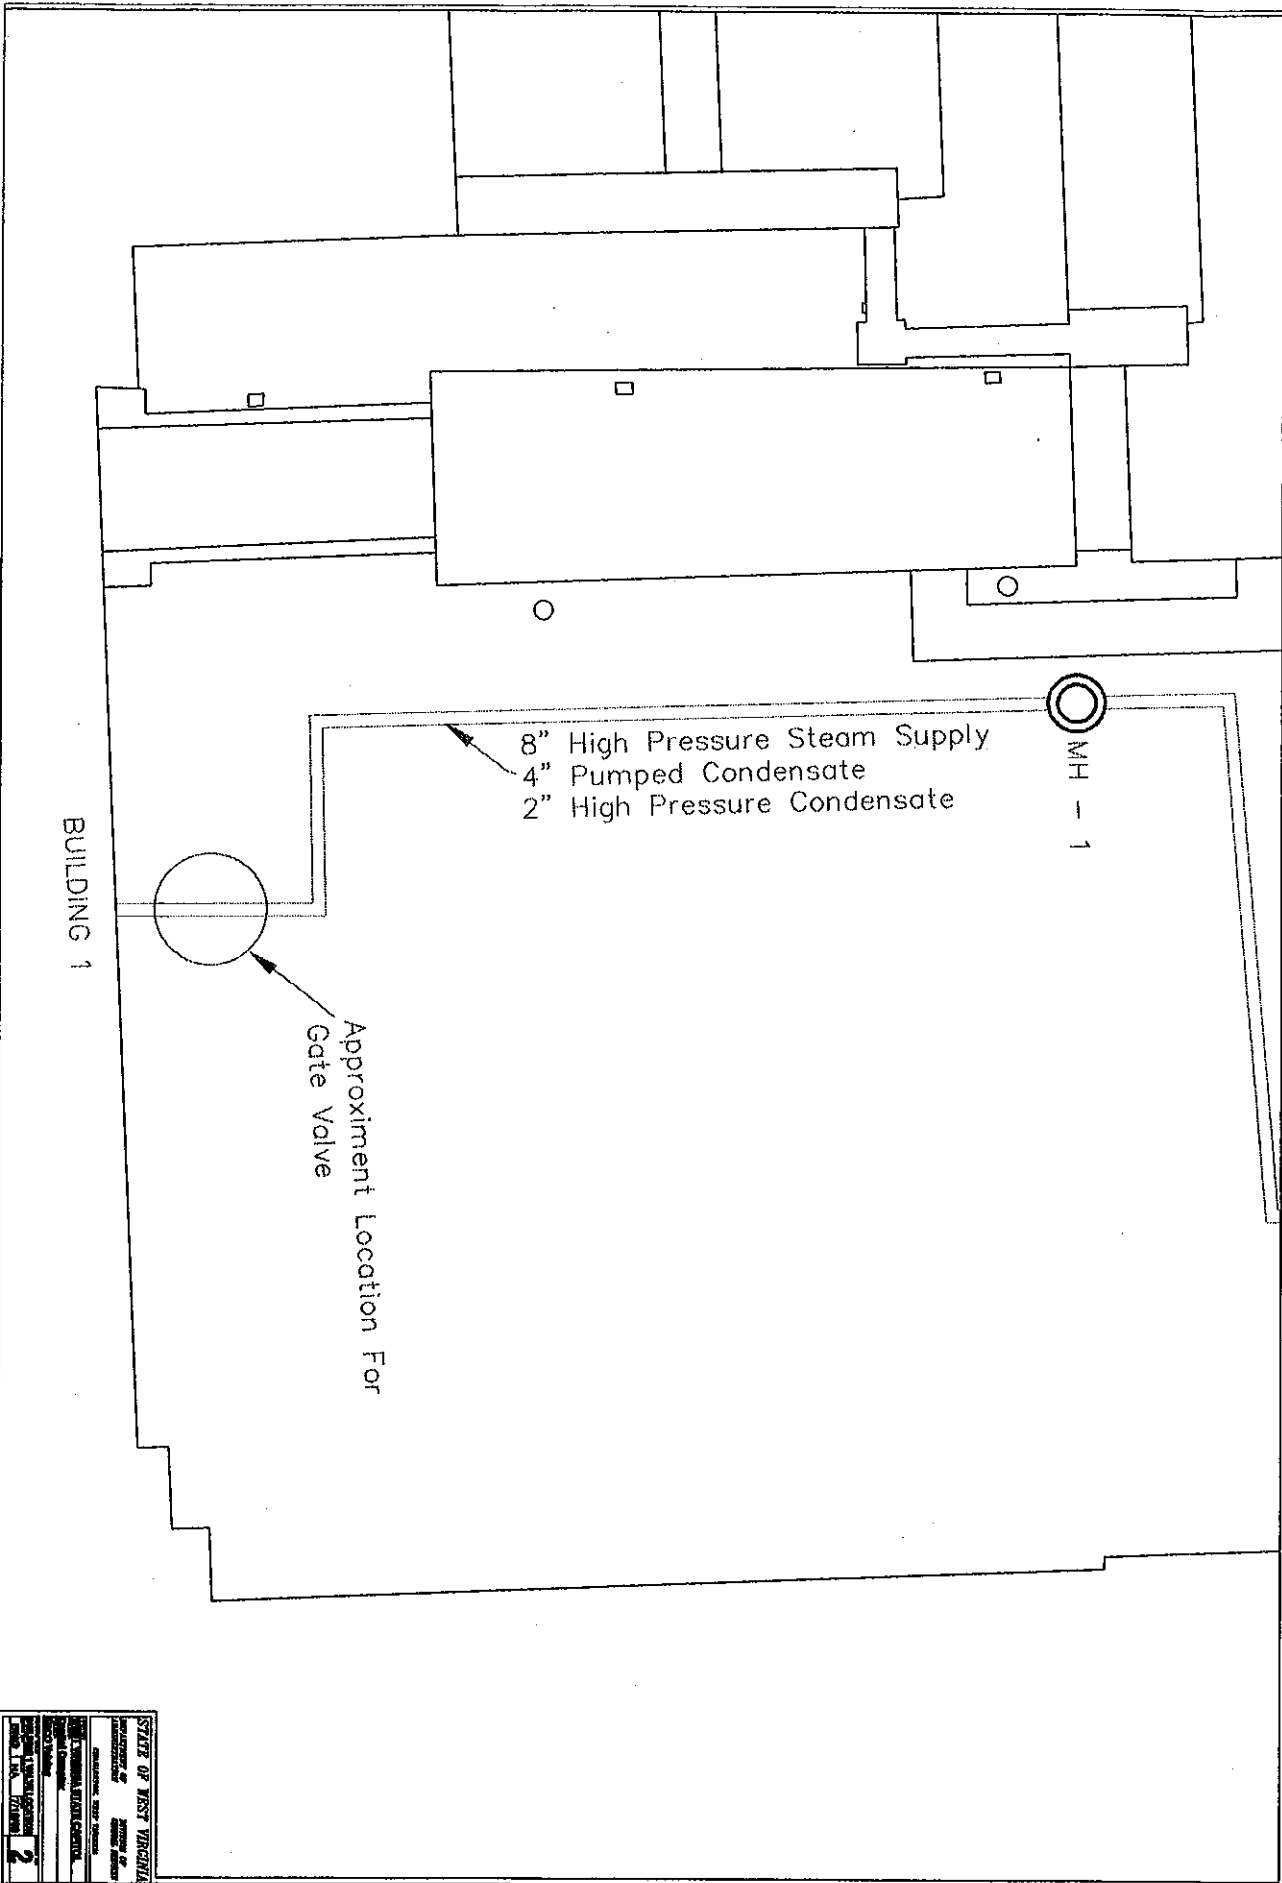 8" High Pressure Steam Supply
4" Pumped Condensate
2" High Pressure Condensate
MH - 1
BUILDING 1
Approximent Location For
Gate Valve
STATE OF WEST VIRGINIA
2